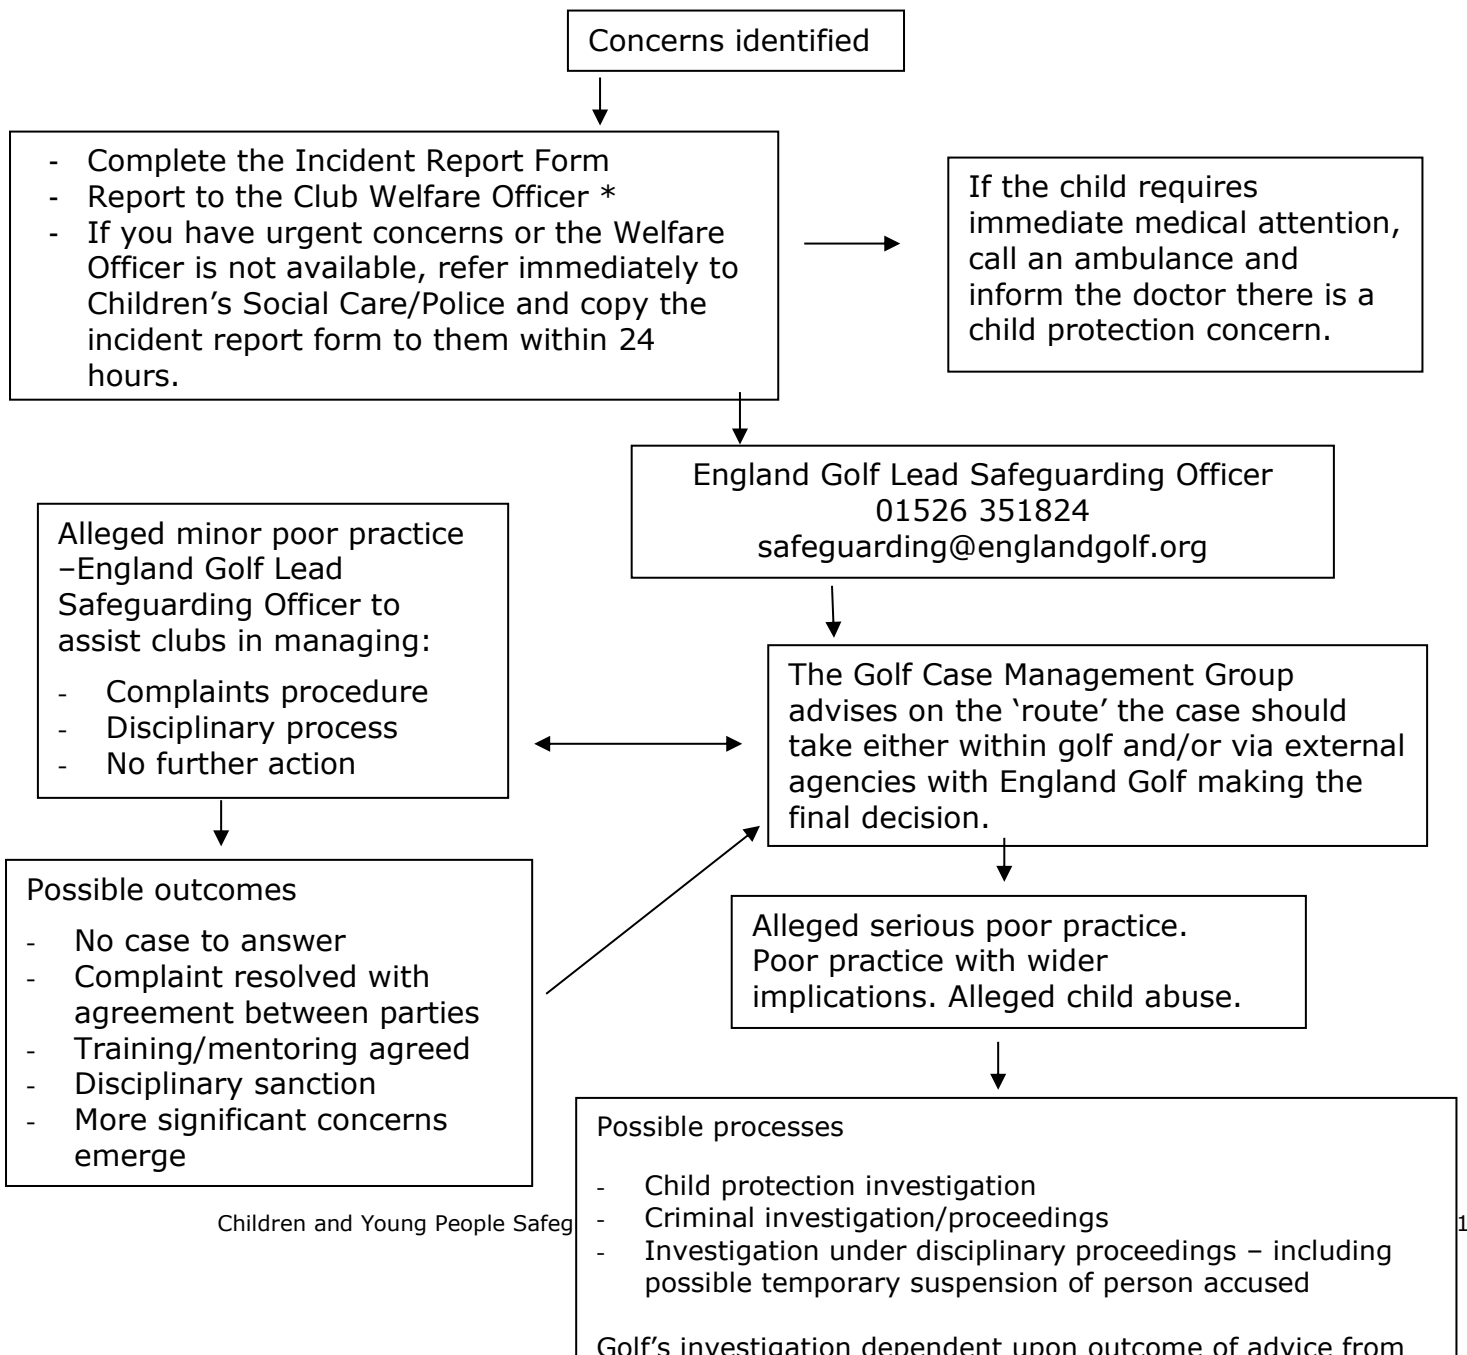 Concerns identified
- Complete the Incident Report Form
- Report to the Club Welfare Officer *
- If you have urgent concerns or the Welfare
Officer is not available, refer immediately to
Children’s Social Care/Police and copy the
incident report form to them within 24
hours.
If the child requires
immediate medical attention,
call an ambulance and
inform the doctor there is a
child protection concern.
England Golf Lead Safeguarding Officer
01526 351824
safeguarding@englandgolf.org
Alleged minor poor practice
–England Golf Lead
Safeguarding Officer to
assist clubs in managing:
- Complaints procedure
- Disciplinary process
- No further action
The Golf Case Management Group
advises on the ‘route’ the case should
take either within golf and/or via external
agencies with England Golf making the
final decision.
Possible outcomes
- No case to answer
- Complaint resolved with
agreement between parties
- Training/mentoring agreed
- Disciplinary sanction
- More significant concerns
emerge
Alleged serious poor practice.
Poor practice with wider
implications. Alleged child abuse.
Possible processes
- Child protection investigation
- Criminal investigation/proceedings
- Investigation under disciplinary proceedings – including
possible temporary suspension of person accused
Golf’s investigation dependent upon outcome of advice from
Children and Young People Safeg
1